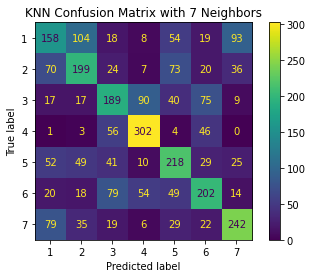 KNN Confusion Matrix with 7 Neighbors
1 158 104 18 8 54 19 93
2 70 199 24 7 73 20 36
3 17 17 189 90 40 75 9
4 1 3 56 302 4 46 0
5 52 49 41 10 218 29 25
6 20 18 79 54 49 202 14
7 79 35 19 6 29 22 242
1 2 3 4 5 6 7
Predicted label
True label
300
250
200
150
100
50
0